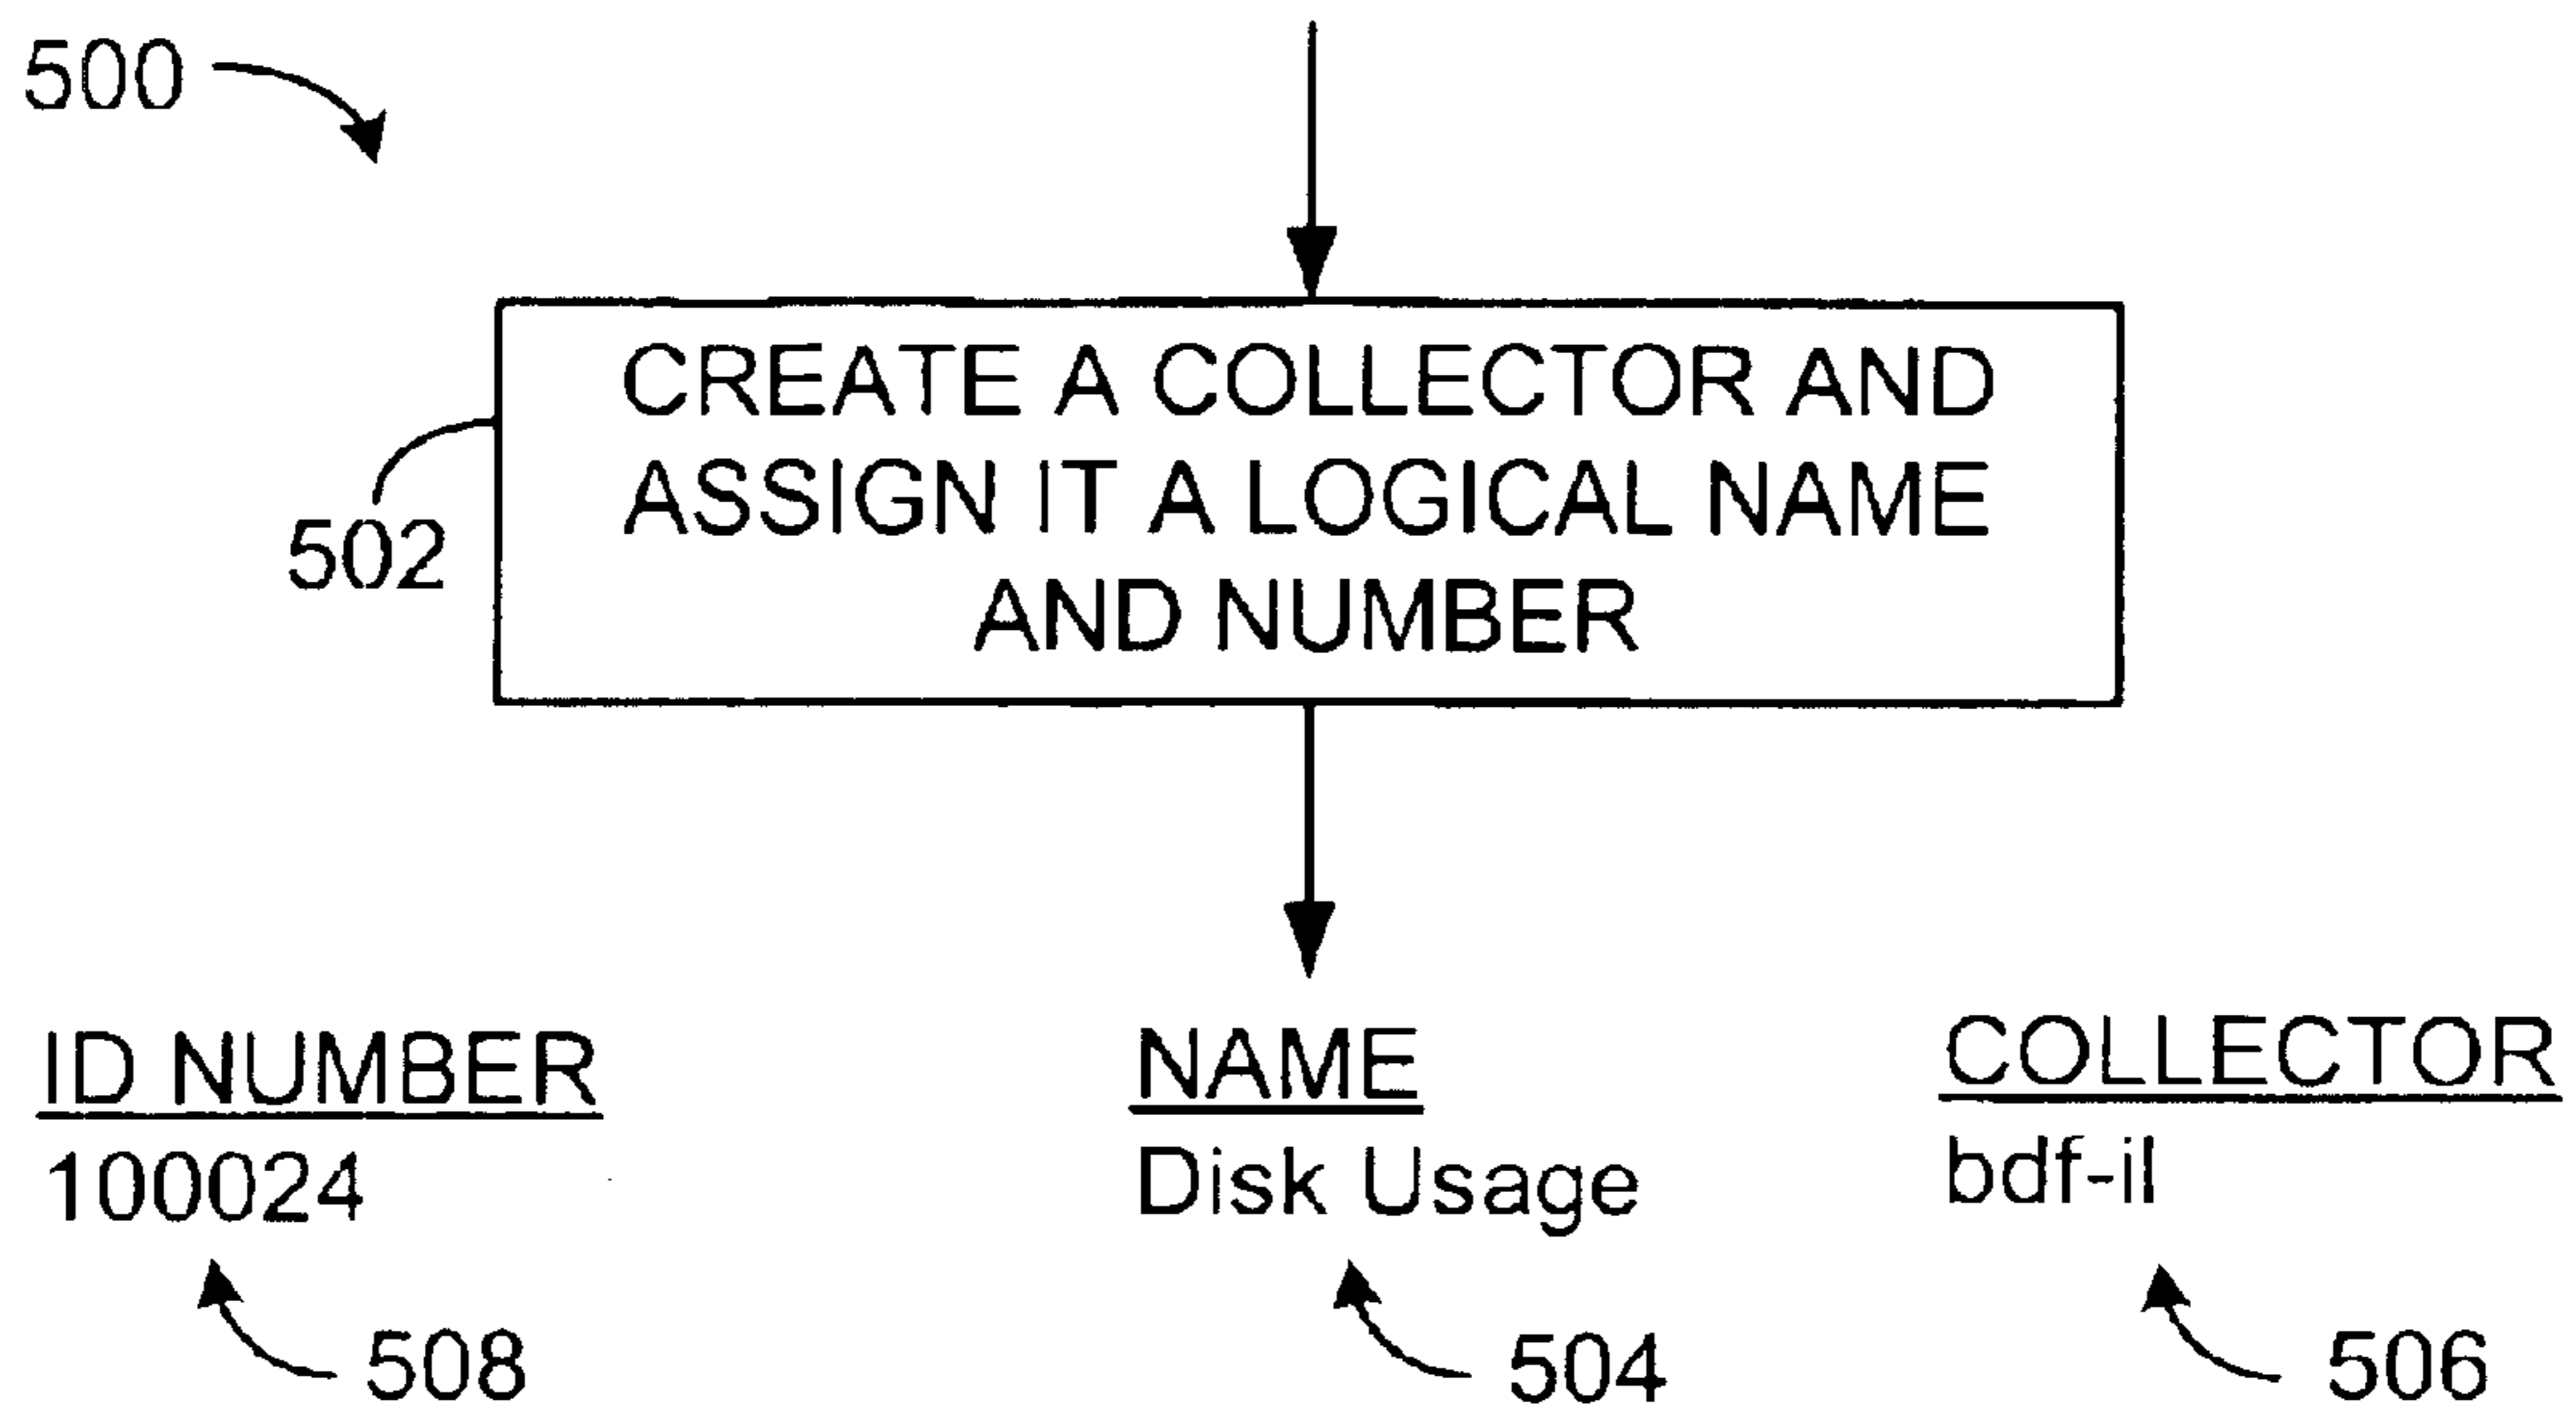 500
CREATE A COLLECTOR AND
ASSIGN IT A LOGICAL NAME
AND NUMBER
502
ID NUMBER
100024
508
NAME
Disk Usage
504
COLLECTOR
bdf-il
506